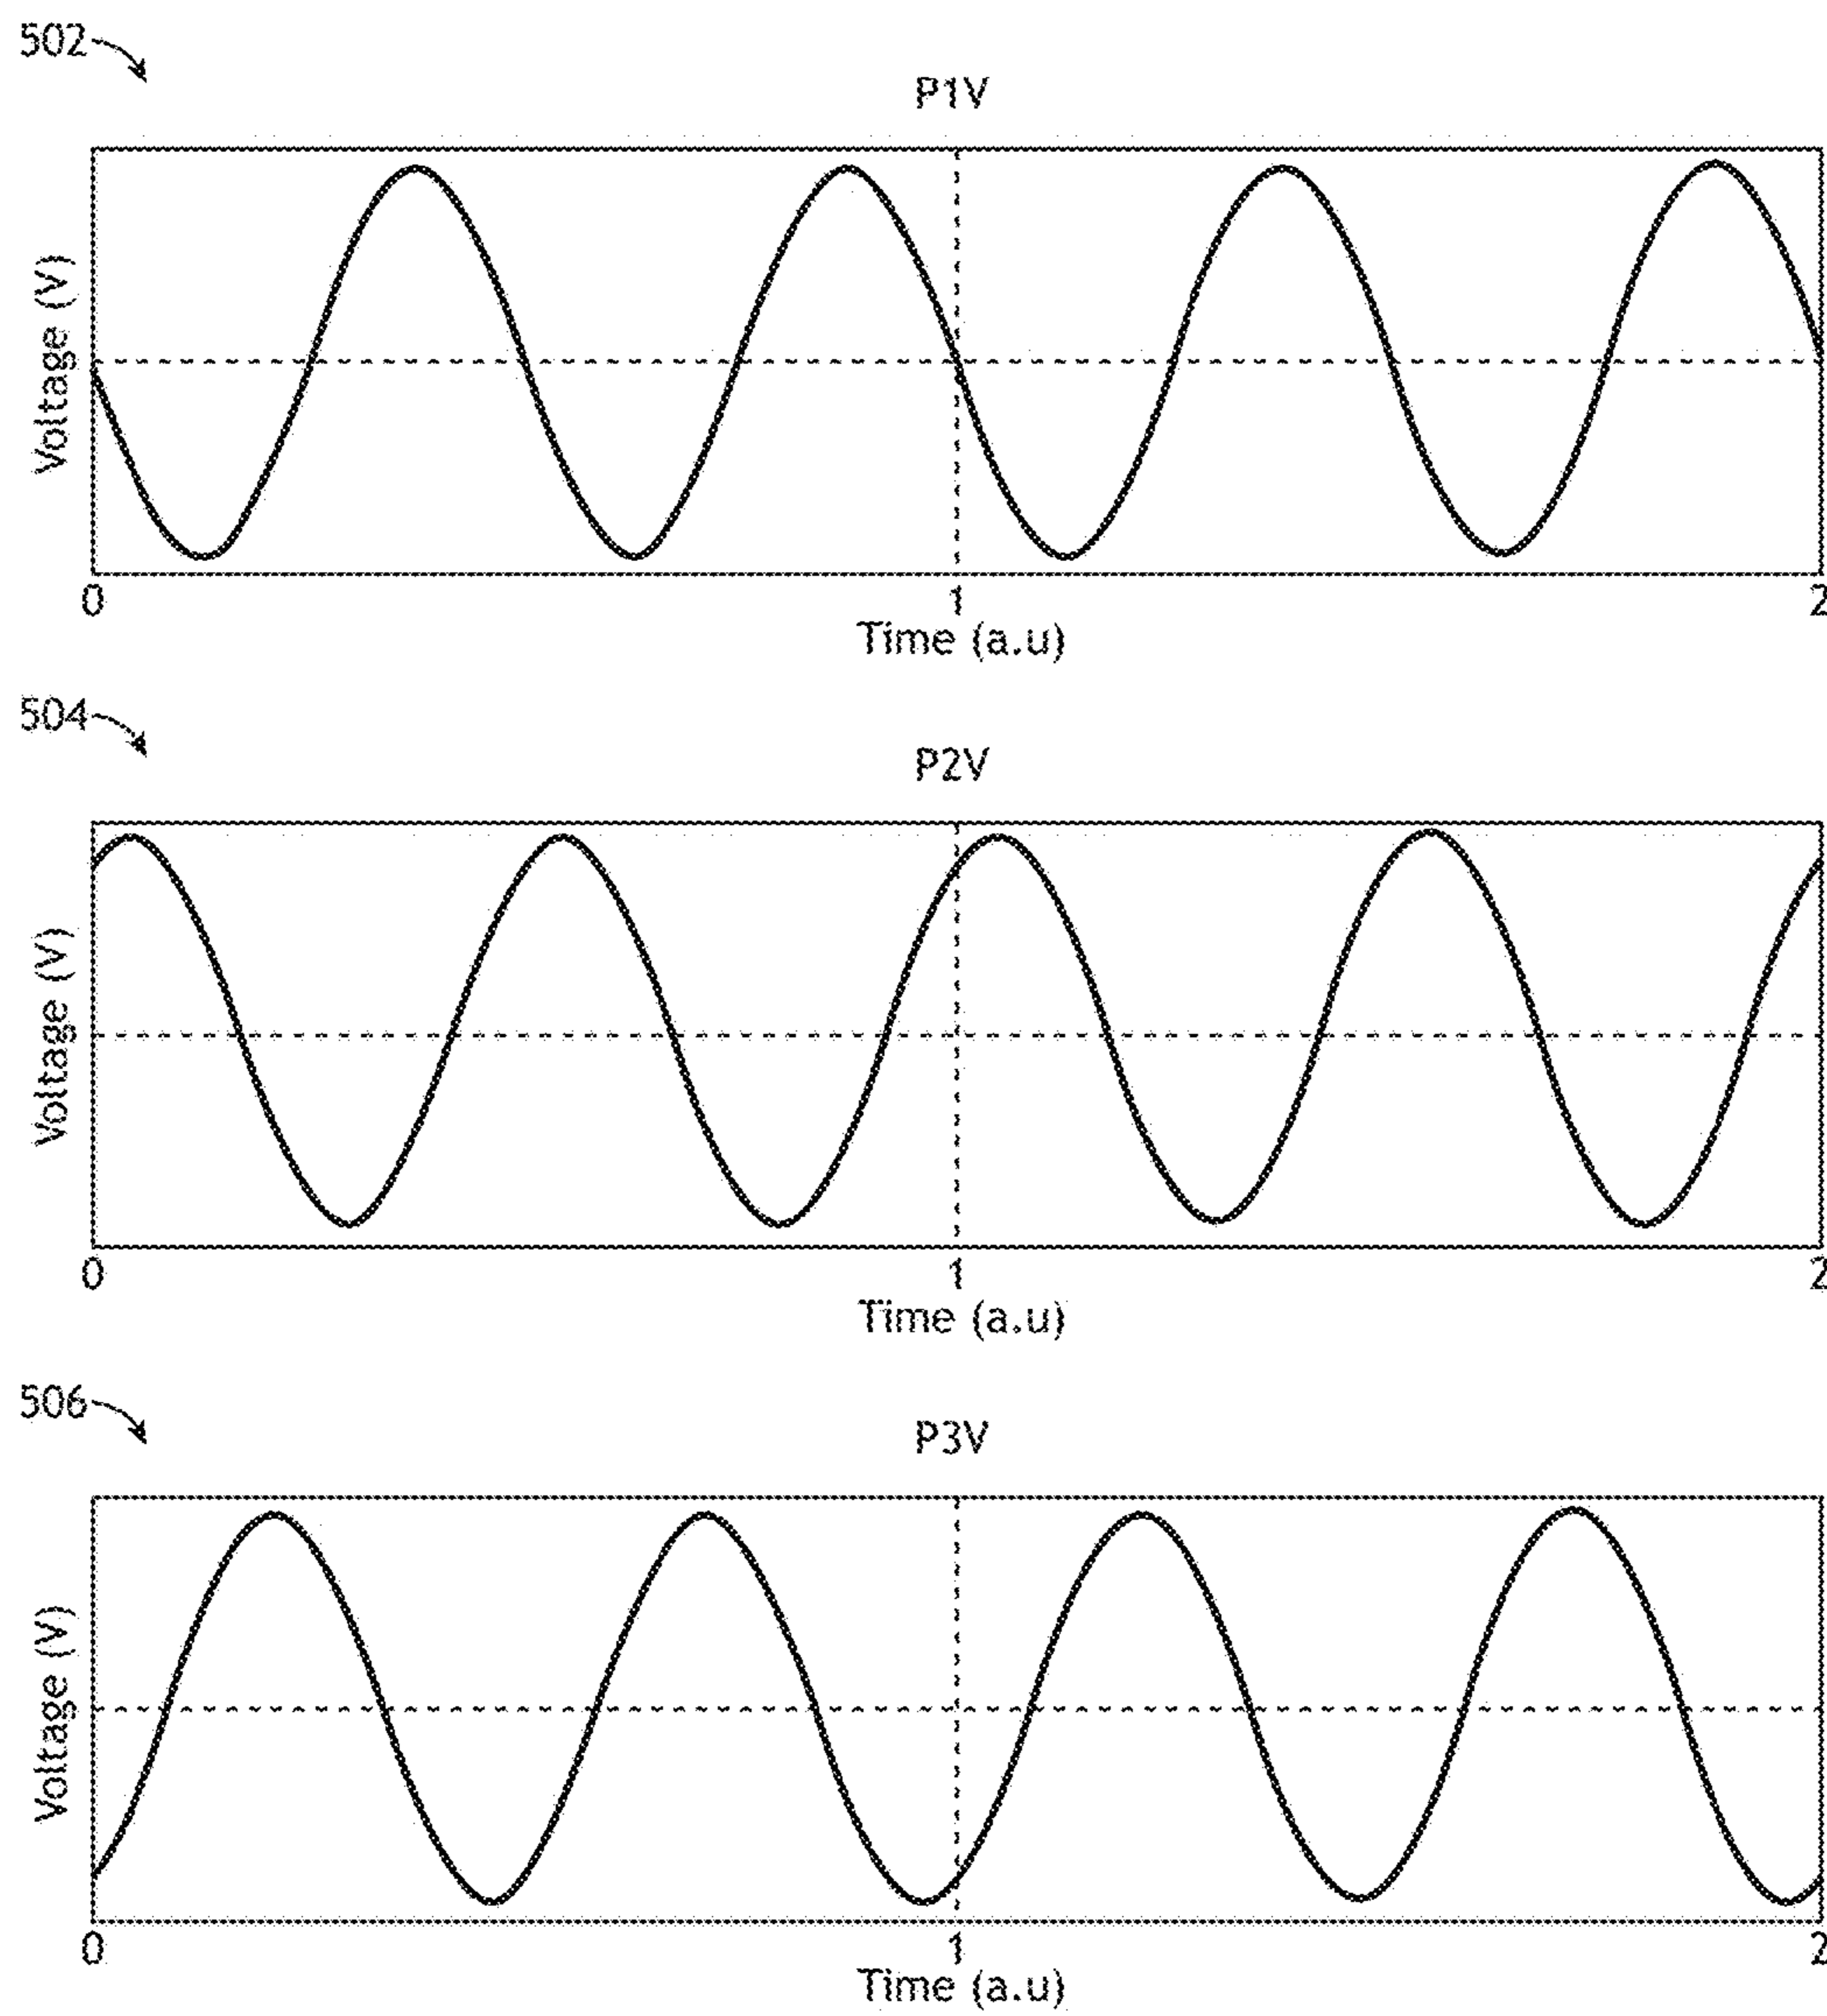 502
P1V
Voltage (V)
0 1 2
Time (a.u)
504
P2V
Voltage (V)
0 1 2
Time (a.u)
506
P3V
Voltage (V)
0 1 2
Time (a.u)